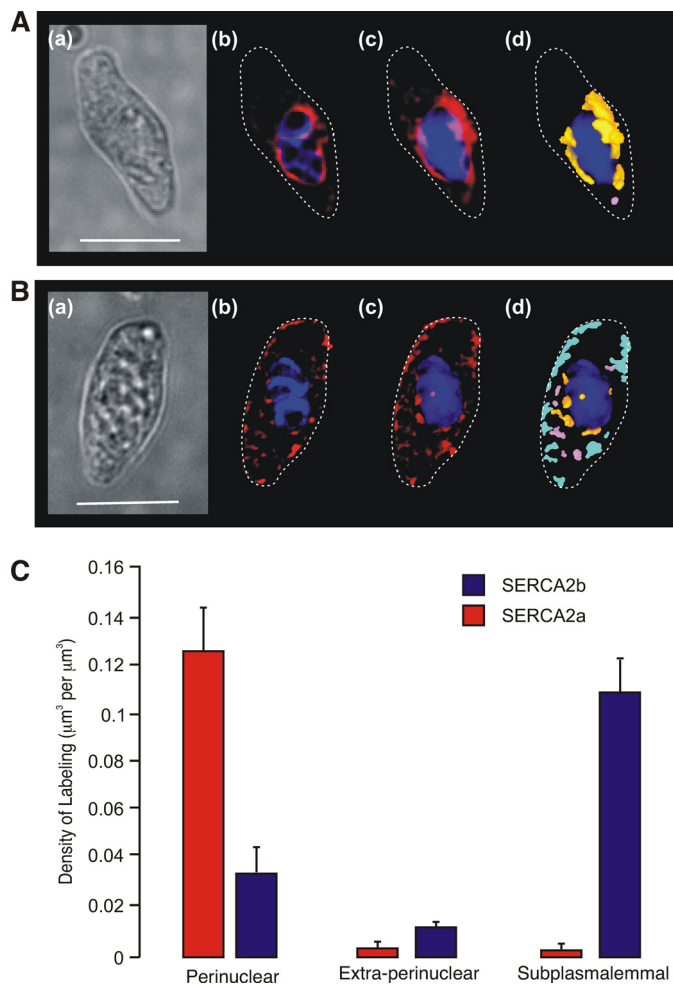 A
(a) (b) (c) (d)
B
(a) (b) (c) (d)
C
0.16
0.14
0.12
0.1
0.08
0.06
0.04
0.02
0
Density of Labeling (μm³ per μm³)
SERCA2b
SERCA2a
Perinuclear Extra-perinuclear Subplasmalemmal